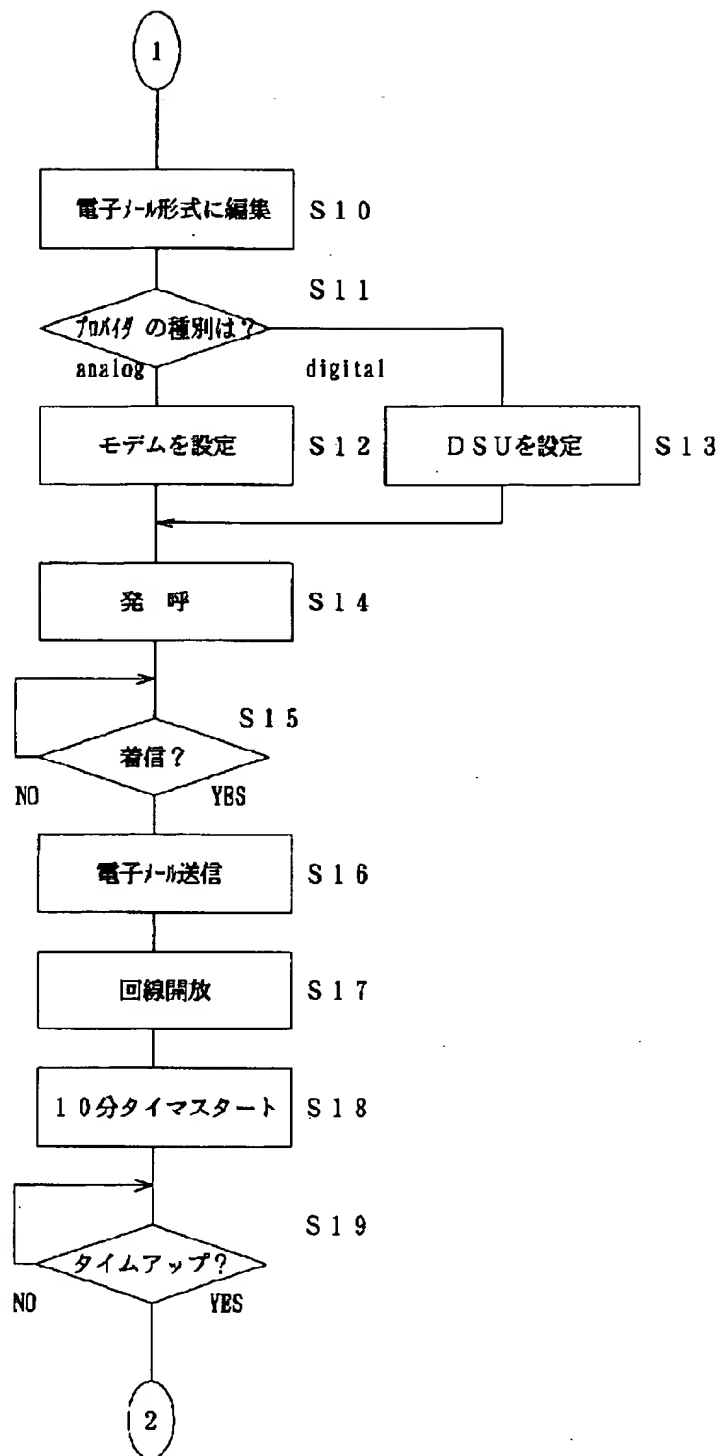 1
電子ﾒｰﾙ形式に編集 S10
S11
ﾌﾟﾛﾊﾞｲﾀﾞ の種別は?
analog digital
モデムを設定 S12 DSUを設定 S13
発 呼 S14
S15
着信?
NO YES
電子ﾒｰﾙ送信 S16
回線開放 S17
10分タイマスタート S18
S19
タイムアップ?
NO YES
2